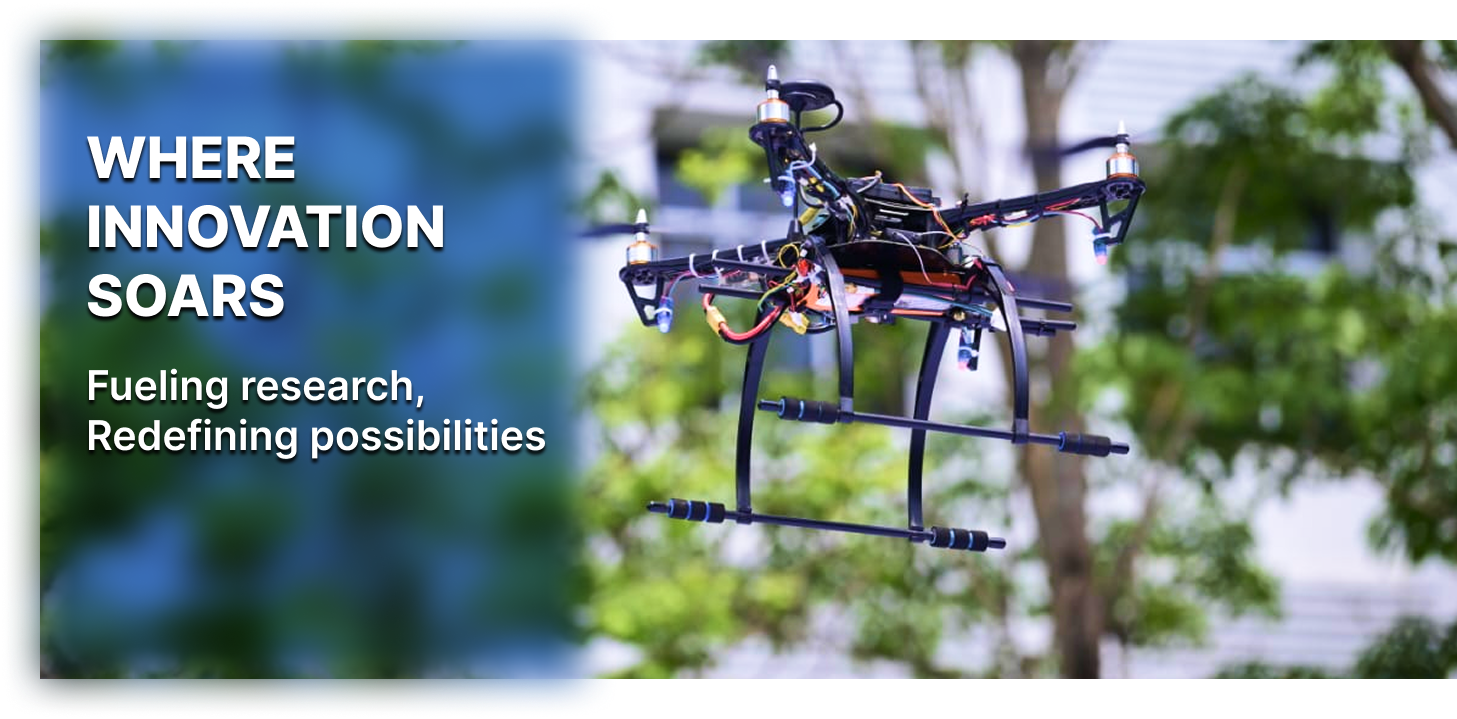 WHERE
INNOVATION
SOARS
Fueling research,
Redefining possibilities